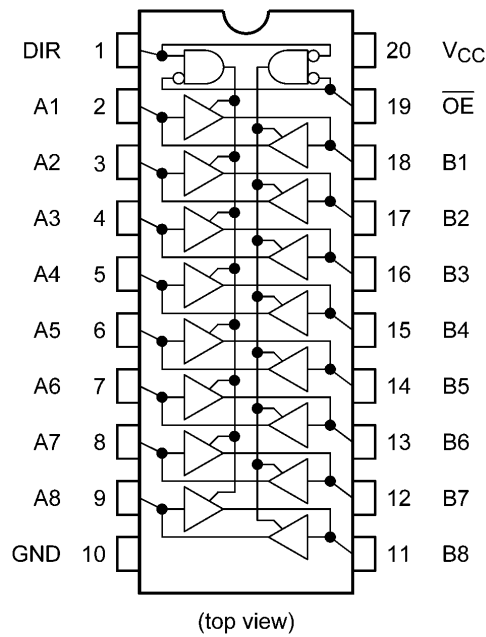 DIR 1 20 VCC
A1 2 19 OE
A2 3 18 B1
A3 4 17 B2
A4 5 16 B3
A5 6 15 B4
A6 7 14 B5
A7 8 13 B6
A8 9 12 B7
GND 10 11 B8
(top view)